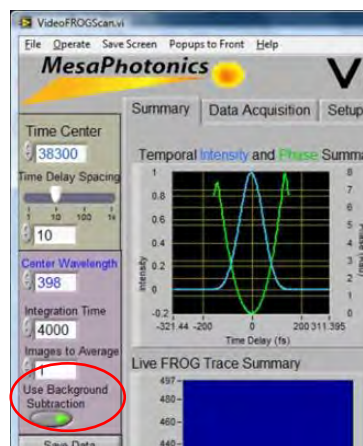 VideoFROGScan.vi
File Operate Save Screen Popups to Front Help
MesaPhotonics
V
Summary Data Acquisition Setup
Time Center
38300
Time Delay Spacing
1 10 100 1k
10
Center Wavelength
398
Integration Time
4000
Images to Average
1
Use Background
Subtraction
Save Data
Temporal Intensity and Phase Summa
1
0.8
0.6
0.4
0.2
0
-0.2
Intensity
-321.44 -200 0 200 311.395
Time Delay (fs)
8
7
6
5
4
3
2
1
0
Phase (Rad)
Live FROG Trace Summary
497
480
460
440